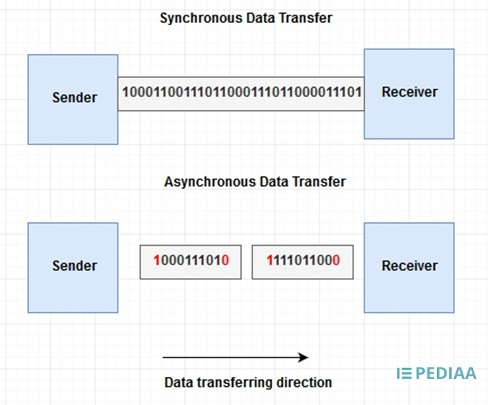 Synchronous Data Transfer
Sender
10001100111011000111011000011101
Receiver
Asynchronous Data Transfer
Sender
1000111010
1111011000
Receiver
Data transferring direction
PEDIAA